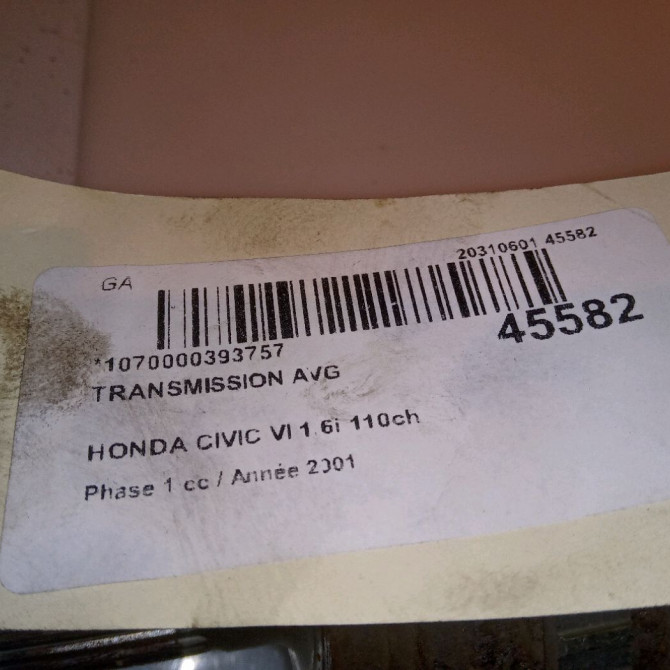 GA
20310601 45582
45582
*1070000393757
TRANSMISSION AVG
HONDA CIVIC VI 1.6i 110ch
Phase 1 cc / Année 2001